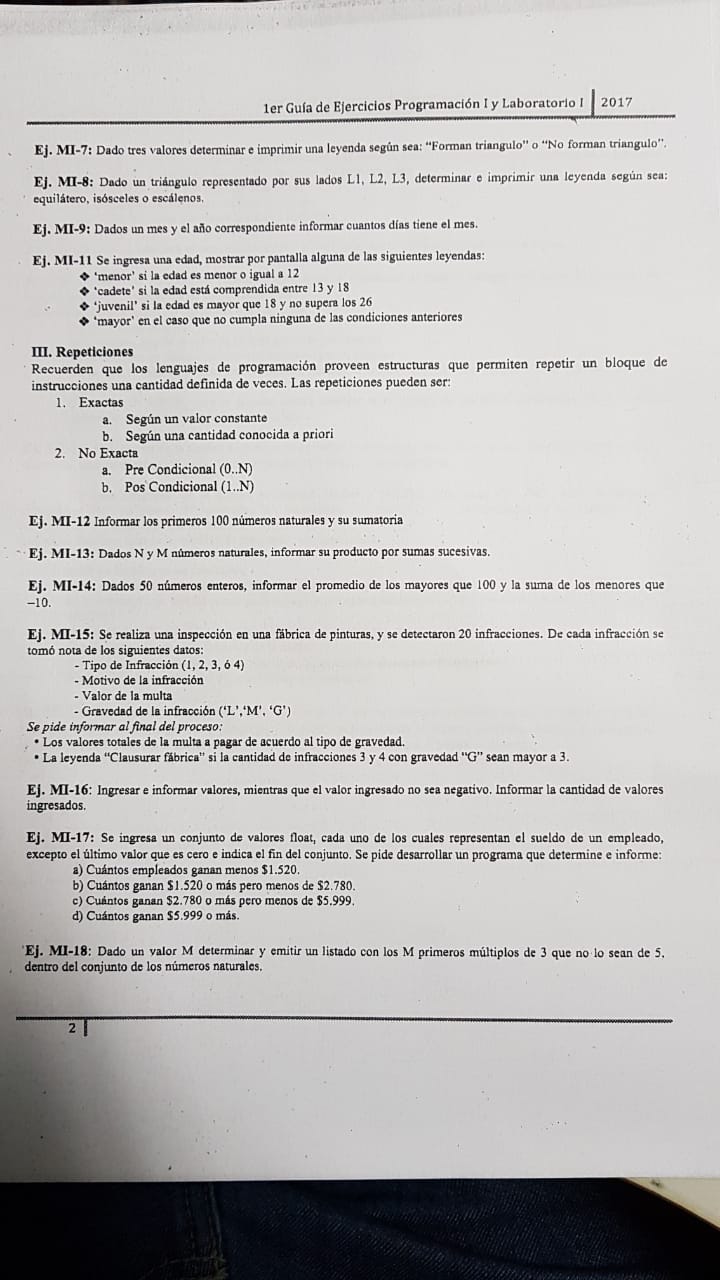 1er Guía de Ejercicios Programación I y Laboratorio I | 2017
Ej. MI-7: Dado tres valores determinar e imprimir una leyenda según sea: “Forman triangulo” o “No forman triangulo”.
Ej. MI-8: Dado un triángulo representado por sus lados L1, L2, L3, determinar e imprimir una leyenda según sea:
equilátero, isósceles o escálenos.
Ej. MI-9: Dados un mes y el año correspondiente informar cuantos días tiene el mes.
Ej. MI-11 Se ingresa una edad, mostrar por pantalla alguna de las siguientes leyendas:
❖ ‘menor’ si la edad es menor o igual a 12
❖ ‘cadete’ si la edad está comprendida entre 13 y 18
❖ ‘juvenil’ si la edad es mayor que 18 y no supera los 26
❖ ‘mayor’ en el caso que no cumpla ninguna de las condiciones anteriores
III. Repeticiones
Recuerden que los lenguajes de programación proveen estructuras que permiten repetir un bloque de
instrucciones una cantidad definida de veces. Las repeticiones pueden ser:
1. Exactas
a. Según un valor constante
b. Según una cantidad conocida a priori
2. No Exacta
a. Pre Condicional (0..N)
b. Pos Condicional (1..N)
Ej. MI-12 Informar los primeros 100 números naturales y su sumatoria
Ej. MI-13: Dados N y M números naturales, informar su producto por sumas sucesivas.
Ej. MI-14: Dados 50 números enteros, informar el promedio de los mayores que 100 y la suma de los menores que
–10.
Ej. MI-15: Se realiza una inspección en una fábrica de pinturas, y se detectaron 20 infracciones. De cada infracción se
tomó nota de los siguientes datos:
- Tipo de Infracción (1, 2, 3, ó 4)
- Motivo de la infracción
- Valor de la multa
- Gravedad de la infracción (‘L’,‘M’, ‘G’)
Se pide informar al final del proceso:
* Los valores totales de la multa a pagar de acuerdo al tipo de gravedad.
* La leyenda “Clausurar fábrica” si la cantidad de infracciones 3 y 4 con gravedad “G” sean mayor a 3.
Ej. MI-16: Ingresar e informar valores, mientras que el valor ingresado no sea negativo. Informar la cantidad de valores
ingresados.
Ej. MI-17: Se ingresa un conjunto de valores float, cada uno de los cuales representan el sueldo de un empleado,
excepto el último valor que es cero e indica el fin del conjunto. Se pide desarrollar un programa que determine e informe:
a) Cuántos empleados ganan menos $1.520.
b) Cuántos ganan $1.520 o más pero menos de $2.780.
c) Cuántos ganan $2.780 o más pero menos de $5.999.
d) Cuántos ganan $5.999 o más.
Ej. MI-18: Dado un valor M determinar y emitir un listado con los M primeros múltiplos de 3 que no lo sean de 5,
dentro del conjunto de los números naturales.
2 |